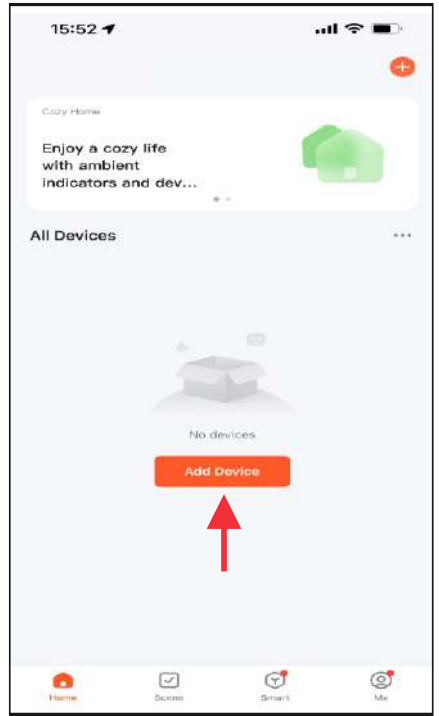 15:52
Cozy Home
Enjoy a cozy life
with ambient
indicators and dev...
All Devices
No devices
Add Device
Home
Scene
Smart
Me